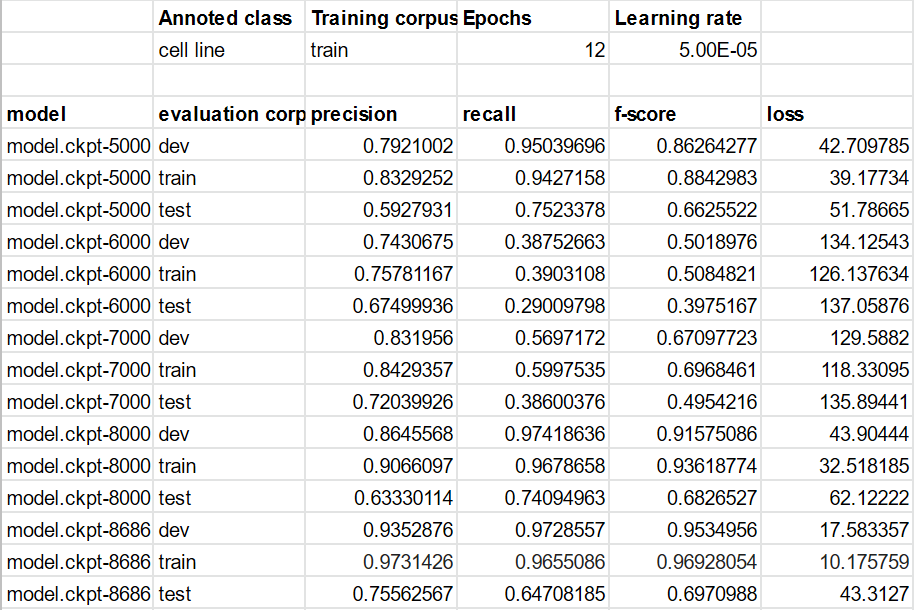 Annoted class Training corpus Epochs Learning rate
cell line train 12 5.00E-05
model evaluation corp precision recall f-score loss
model.ckpt-5000 dev 0.7921002 0.95039696 0.86264277 42.709785
model.ckpt-5000 train 0.8329252 0.9427158 0.8842983 39.17734
model.ckpt-5000 test 0.5927931 0.7523378 0.6625522 51.78665
model.ckpt-6000 dev 0.7430675 0.38752663 0.5018976 134.12543
model.ckpt-6000 train 0.75781167 0.3903108 0.5084821 126.137634
model.ckpt-6000 test 0.67499936 0.29009798 0.3975167 137.05876
model.ckpt-7000 dev 0.831956 0.5697172 0.67097723 129.5882
model.ckpt-7000 train 0.8429357 0.5997535 0.6968461 118.33095
model.ckpt-7000 test 0.72039926 0.38600376 0.4954216 135.89441
model.ckpt-8000 dev 0.8645568 0.97418636 0.91575086 43.90444
model.ckpt-8000 train 0.9066097 0.9678658 0.93618774 32.518185
model.ckpt-8000 test 0.63330114 0.74094963 0.6826527 62.12222
model.ckpt-8686 dev 0.9352876 0.9728557 0.9534956 17.583357
model.ckpt-8686 train 0.9731426 0.9655086 0.96928054 10.175759
model.ckpt-8686 test 0.75562567 0.64708185 0.6970988 43.3127